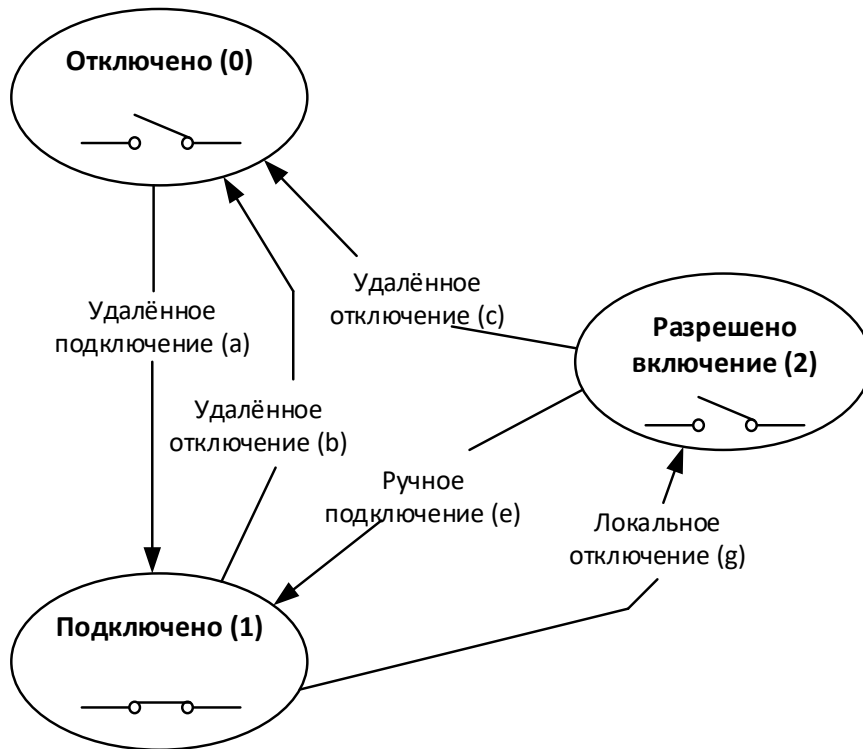 Отключено (0)
Удалённое
подключение (a)
Удалённое
отключение (b)
Удалённое
отключение (c)
Разрешено
включение (2)
Ручное
подключение (e)
Локальное
отключение (g)
Подключено (1)